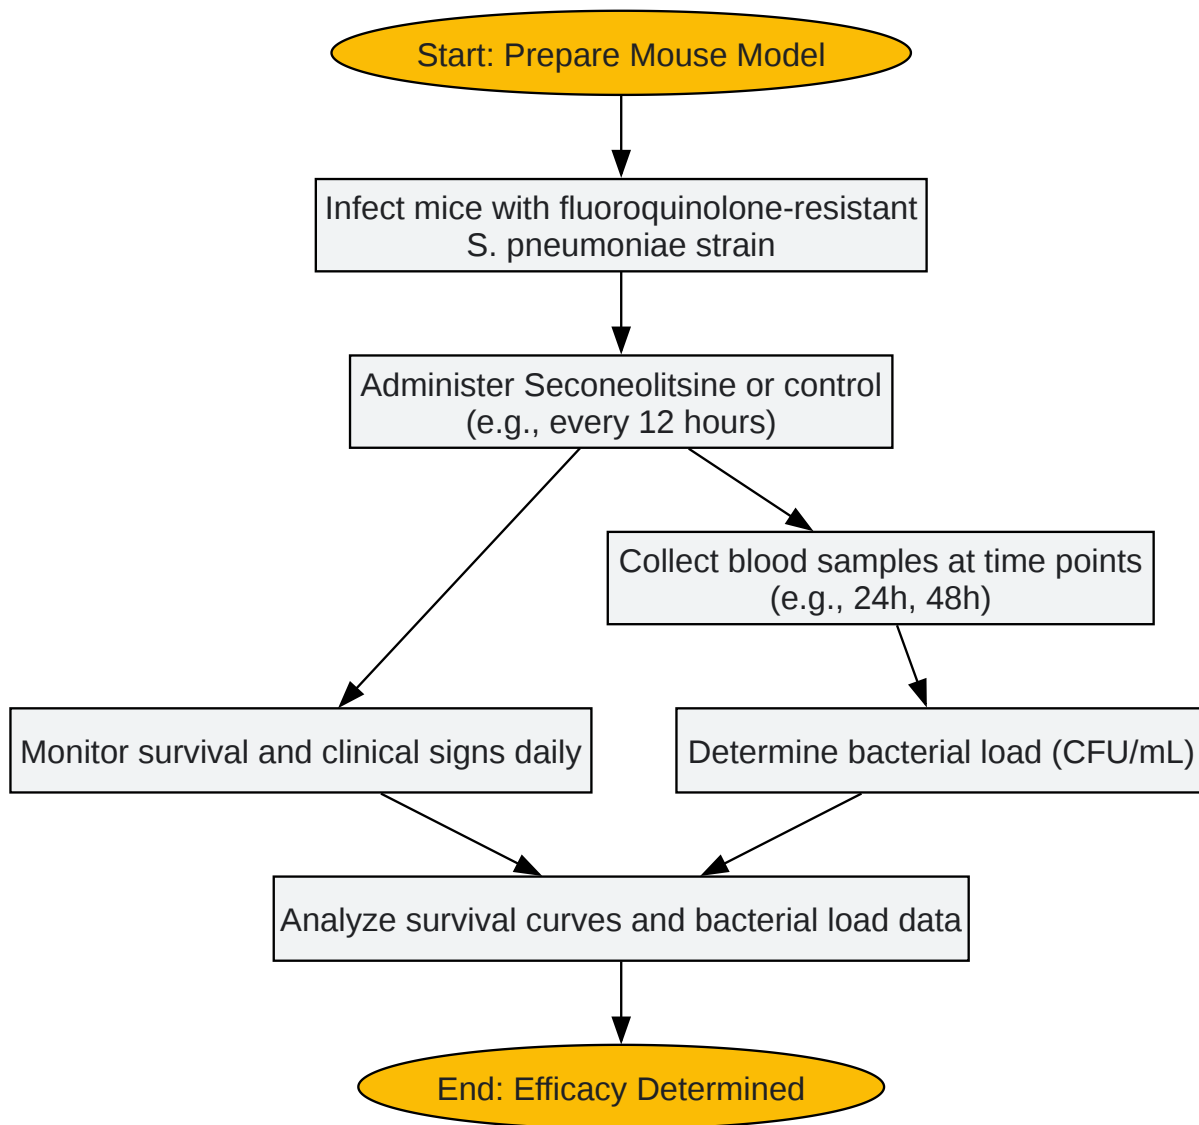 Start: Prepare Mouse Model
Infect mice with fluoroquinolone-resistant
S. pneumoniae strain
Administer Seconeolitsine or control
(e.g., every 12 hours)
Collect blood samples at time points
(e.g., 24h, 48h)
Monitor survival and clinical signs daily
Determine bacterial load (CFU/mL)
Analyze survival curves and bacterial load data
End: Efficacy Determined